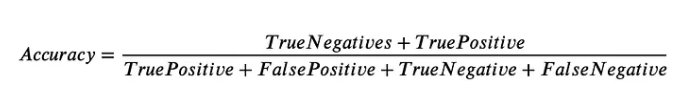 Accuracy = TrueNegatives + TruePositive
TruePositive + FalsePositive + TrueNegative + FalseNegative